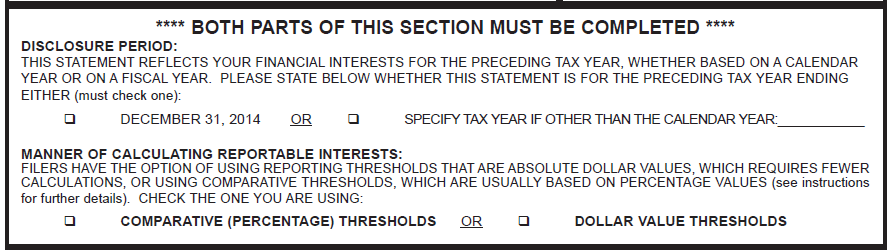 **** BOTH PARTS OF THIS SECTION MUST BE COMPLETED ****
DISCLOSURE PERIOD:
THIS STATEMENT REFLECTS YOUR FINANCIAL INTERESTS FOR THE PRECEDING TAX YEAR, WHETHER BASED ON A CALENDAR
YEAR OR ON A FISCAL YEAR. PLEASE STATE BELOW WHETHER THIS STATEMENT IS FOR THE PRECEDING TAX YEAR ENDING
EITHER (must check one):
❑ DECEMBER 31, 2014 OR ❑ SPECIFY TAX YEAR IF OTHER THAN THE CALENDAR YEAR:____________
MANNER OF CALCULATING REPORTABLE INTERESTS:
FILERS HAVE THE OPTION OF USING REPORTING THRESHOLDS THAT ARE ABSOLUTE DOLLAR VALUES, WHICH REQUIRES FEWER
CALCULATIONS, OR USING COMPARATIVE THRESHOLDS, WHICH ARE USUALLY BASED ON PERCENTAGE VALUES (see instructions
for further details). CHECK THE ONE YOU ARE USING:
❑ COMPARATIVE (PERCENTAGE) THRESHOLDS OR ❑ DOLLAR VALUE THRESHOLDS